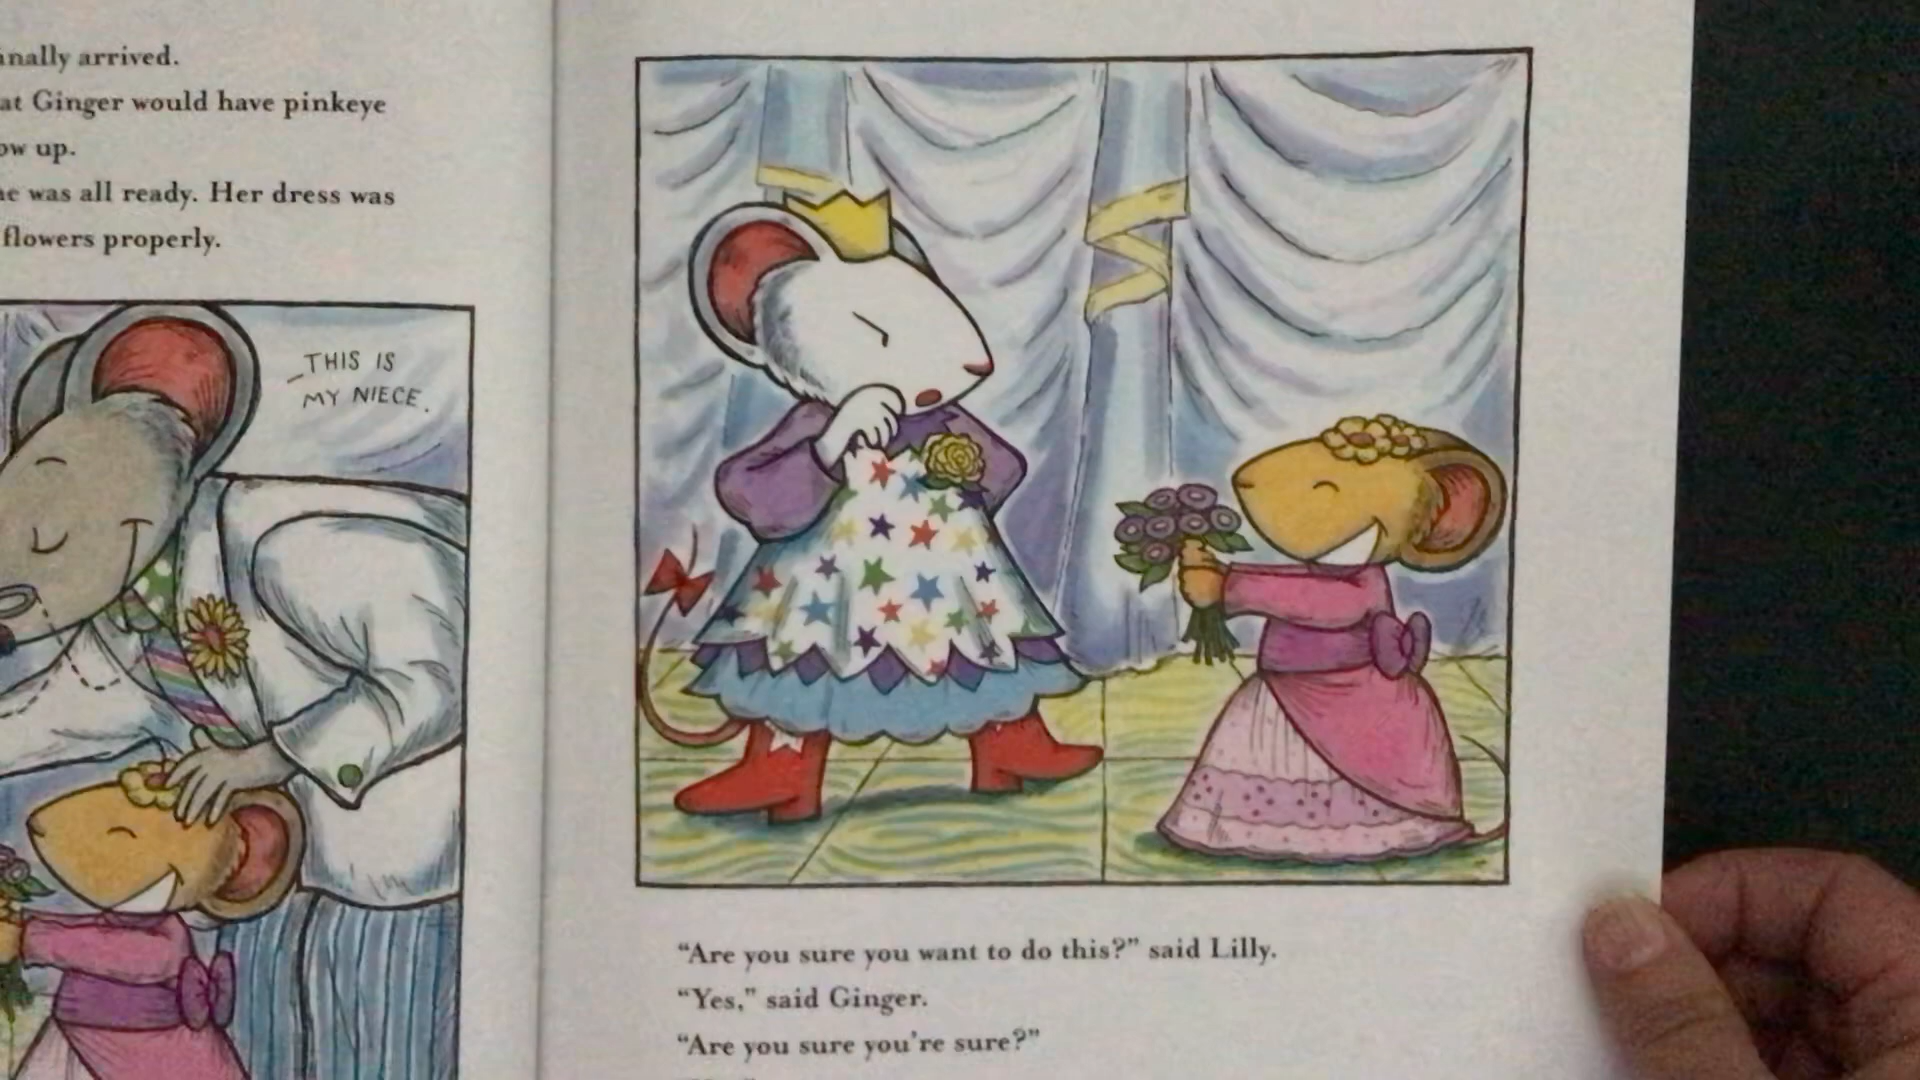 arrived.
at Ginger would have pinkeye
up.
was all ready. Her dress was
flowers properly.
THIS IS
MY NIECE.
“Are you sure you want to do this?” said Lilly.
“Yes,” said Ginger.
“Are you sure you’re sure?”